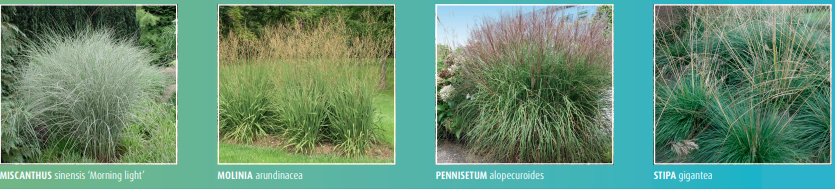 MISCANTHUS sinensis 'Morning light'
MOLINIA arundinacea
PENNISETUM alopecuroides
STIPA gigantea